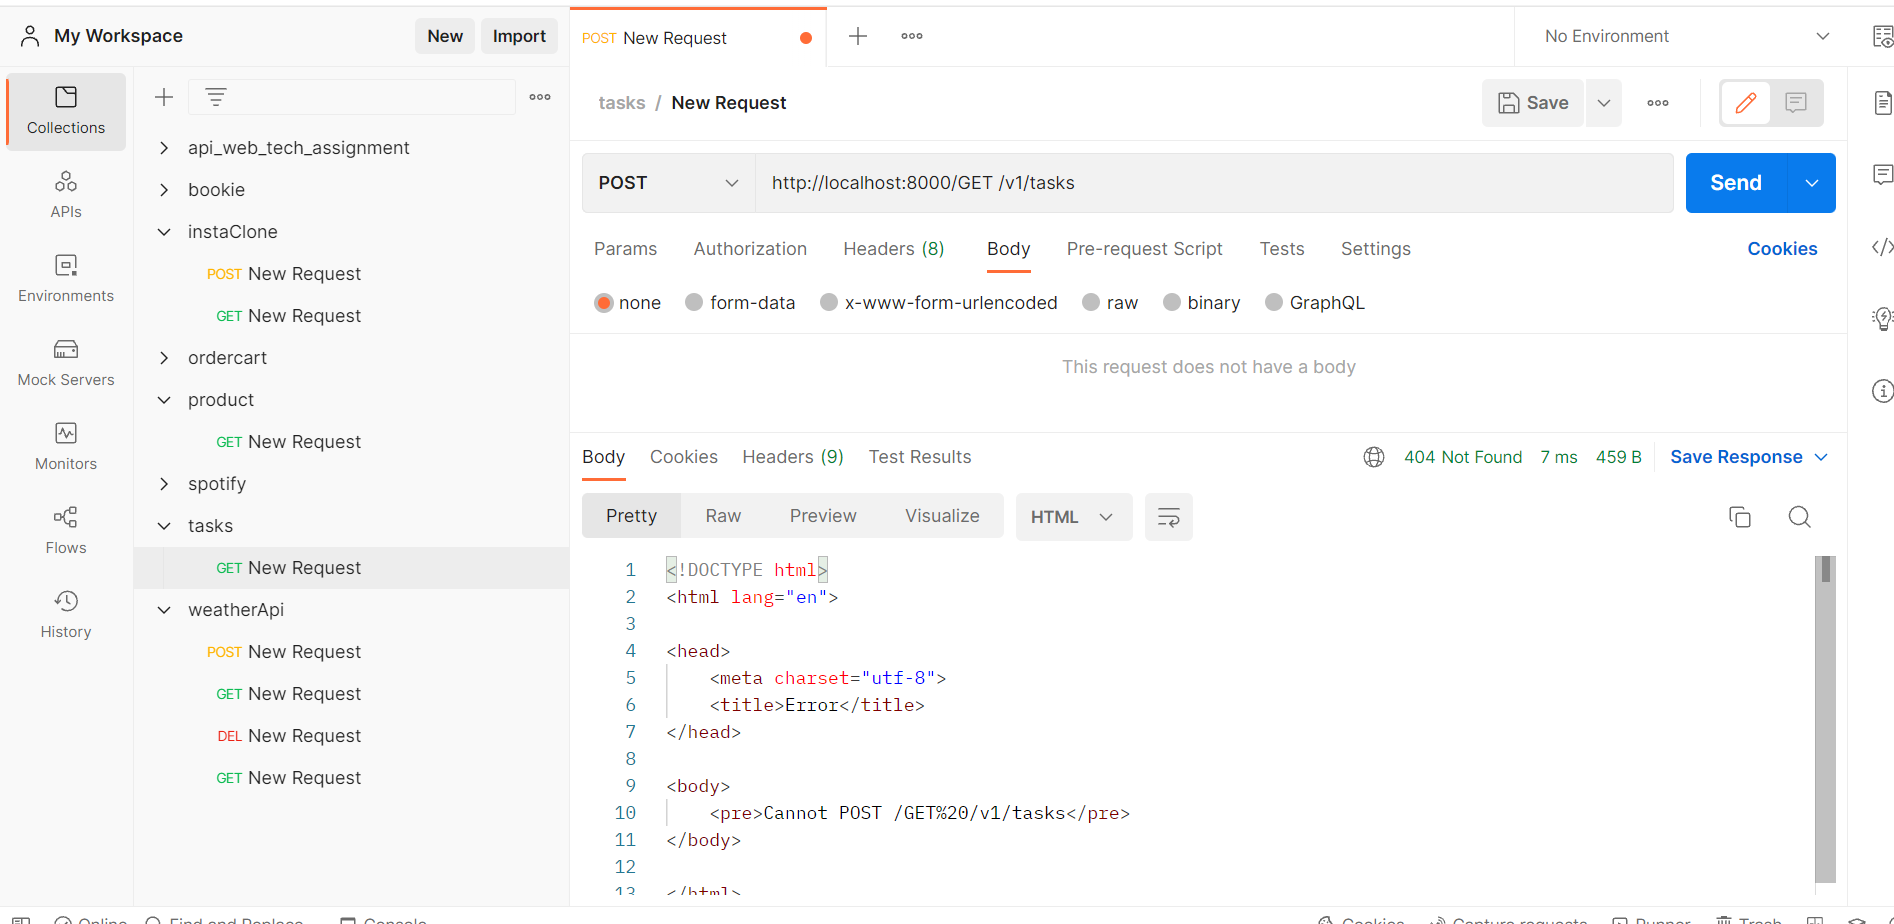 My Workspace
New
Import
POST New Request
No Environment
Collections
APIs
Environments
Mock Servers
Monitors
Flows
History
api_web_tech_assignment
bookie
instaClone
POST New Request
GET New Request
ordercart
product
GET New Request
spotify
tasks
GET New Request
weatherApi
POST New Request
GET New Request
DEL New Request
GET New Request
tasks / New Request
Save
POST
http://localhost:8000/GET /v1/tasks
Send
Params Authorization Headers (8) Body Pre-request Script Tests Settings Cookies
none form-data x-www-form-urlencoded raw binary GraphQL
This request does not have a body
Body Cookies Headers (9) Test Results 404 Not Found 7 ms 459 B Save Response
Pretty Raw Preview Visualize HTML
1 <!DOCTYPE html>
2 <html lang="en">
3
4 <head>
5 <meta charset="utf-8">
6 <title>Error</title>
7 </head>
8
9 <body>
10 <pre>Cannot POST /GET%20/v1/tasks</pre>
11 </body>
12
13 </html>
Online Find and Replace Console Cookies Capture requests Runner Trash